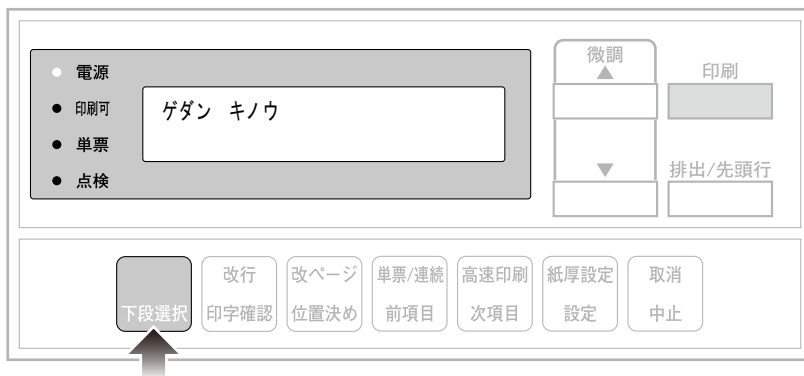 電源
印刷可
単票
点検
ゲダン キノウ
微調
▲
▼
印刷
排出/先頭行
下段選択
改行
印字確認
改ページ
位置決め
単票/連続
前項目
高速印刷
次項目
紙厚設定
設定
取消
中止